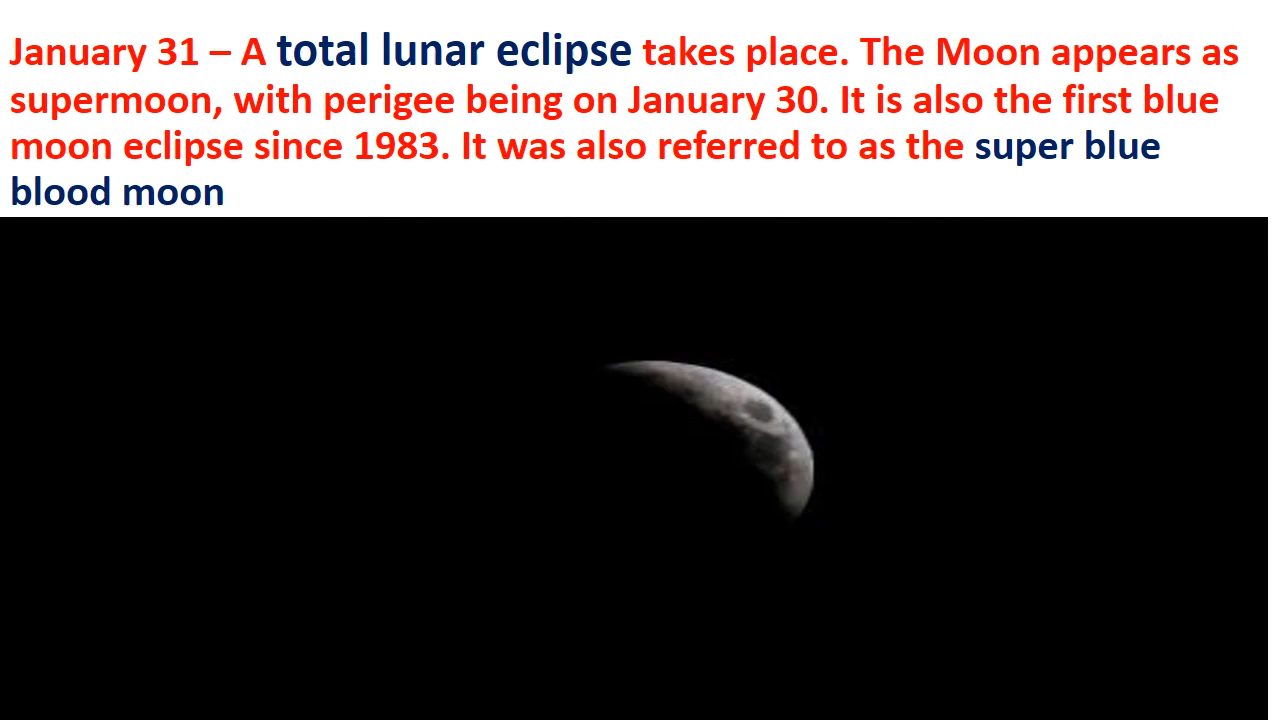 January 31 – A total lunar eclipse takes place. The Moon appears as
supermoon, with perigee being on January 30. It is also the first blue
moon eclipse since 1983. It was also referred to as the super blue
blood moon